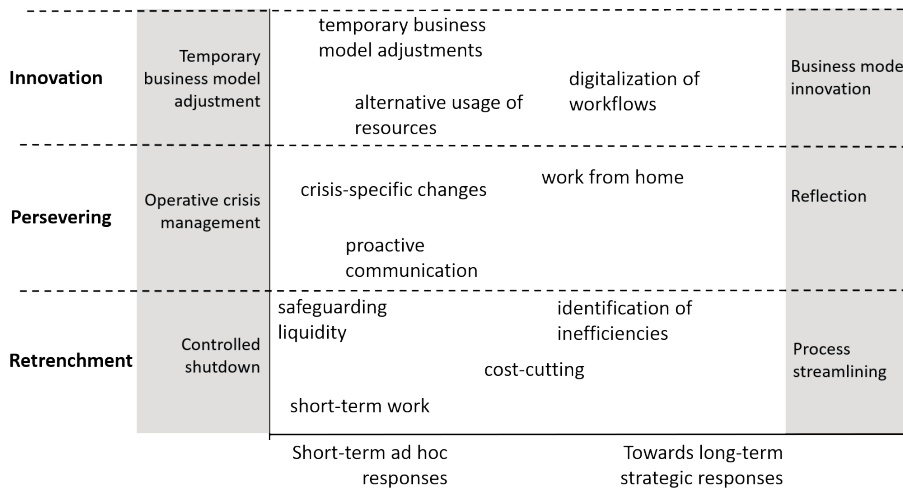 Innovation
Temporary
business model
adjustment
temporary business
model adjustments
alternative usage of
resources
digitalization of
workflows
Business mode
innovation
Persevering
Operative crisis
management
crisis-specific changes
work from home
proactive
communication
Reflection
Retrenchment
Controlled
shutdown
safeguarding
liquidity
identification of
inefficiencies
cost-cutting
short-term work
Process
streamlining
Short-term ad hoc
responses
Towards long-term
strategic responses